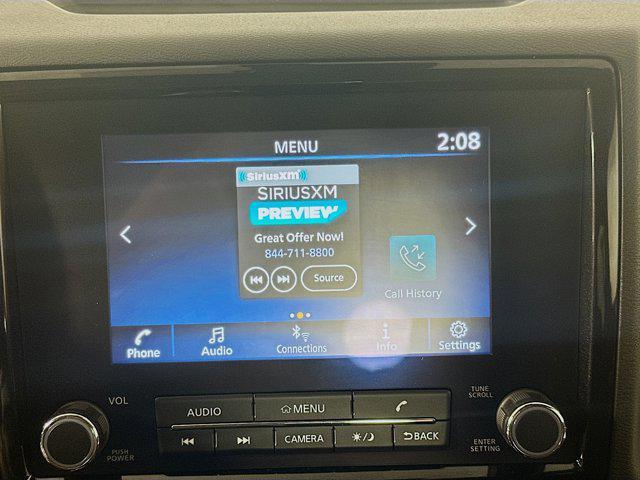 MENU
2:08
SiriusXM
SIRIUSXM
PREVIEW
Great Offer Now!
844-711-8800
Source
Call History
Phone
Audio
Connections
Info
Settings
VOL
PUSH
POWER
AUDIO
MENU
CAMERA
BACK
TUNE
SCROLL
ENTER
SETTING